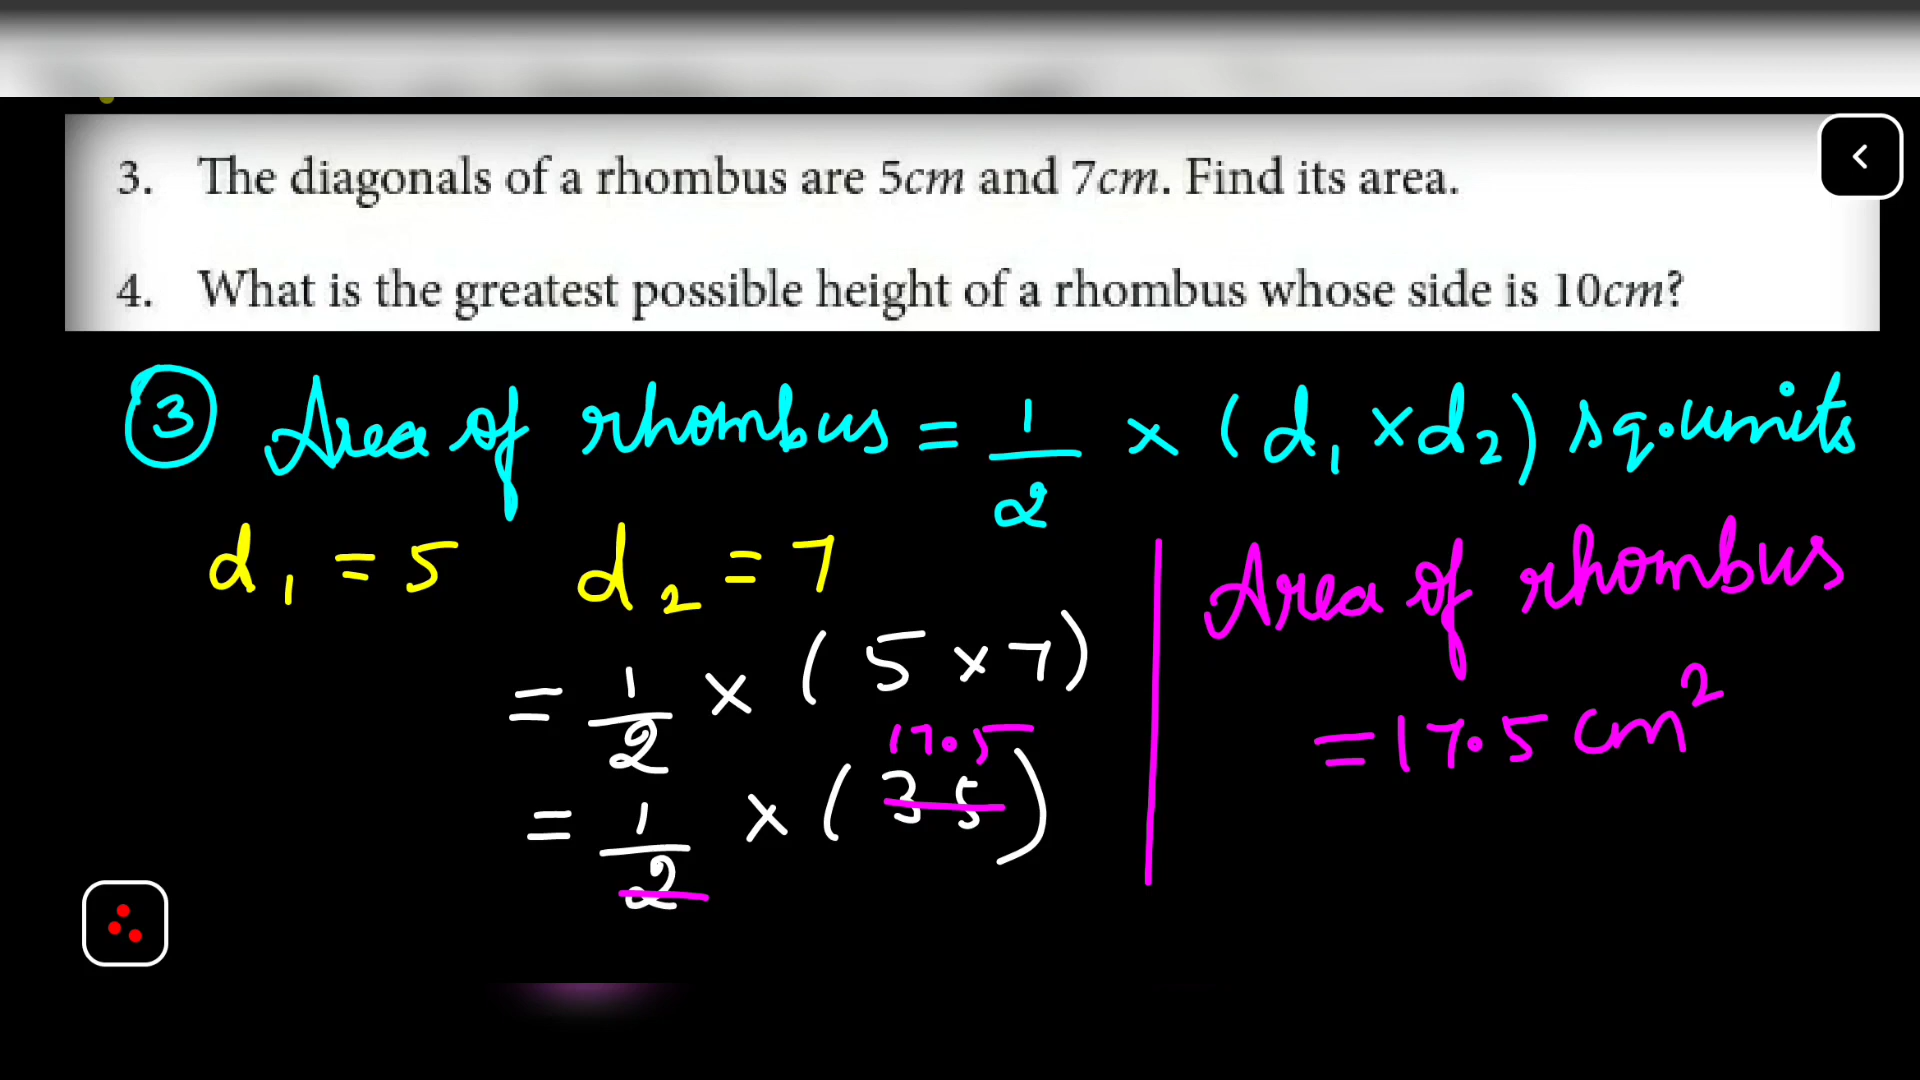 3. The diagonals of a rhombus are 5cm and 7cm. Find its area.
4. What is the greatest possible height of a rhombus whose side is 10cm?
③ Area of rhombus = 1/2 × (d₁ × d₂) sq.units
d₁ = 5 d₂ = 7
= 1/2 × (5 × 7)
17.5
= 1/2 × (35)
Area of rhombus
= 17.5 cm²